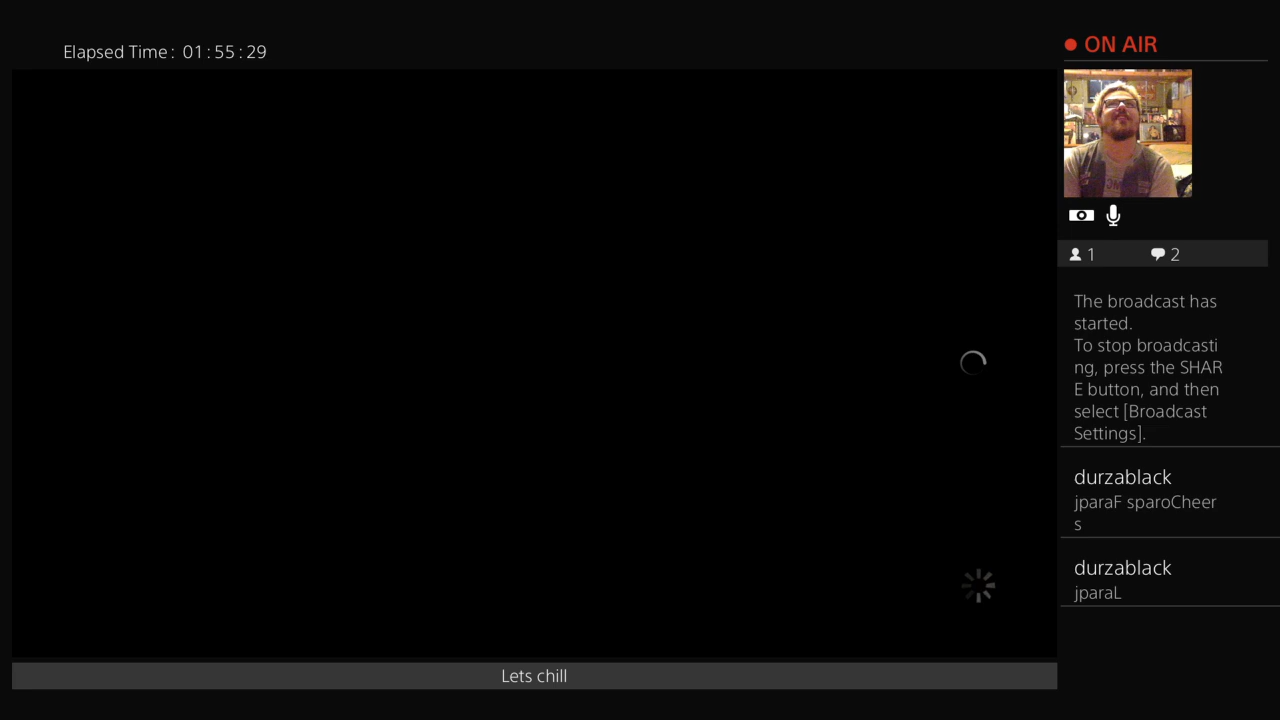 Elapsed Time: 01:55:29
ON AIR
1 2
The broadcast has
started.
To stop broadcasti
ng, press the SHAR
E button, and then
select [Broadcast
Settings].
durzablack
jparaF sparoCheer
s
durzablack
jparaL
Lets chill